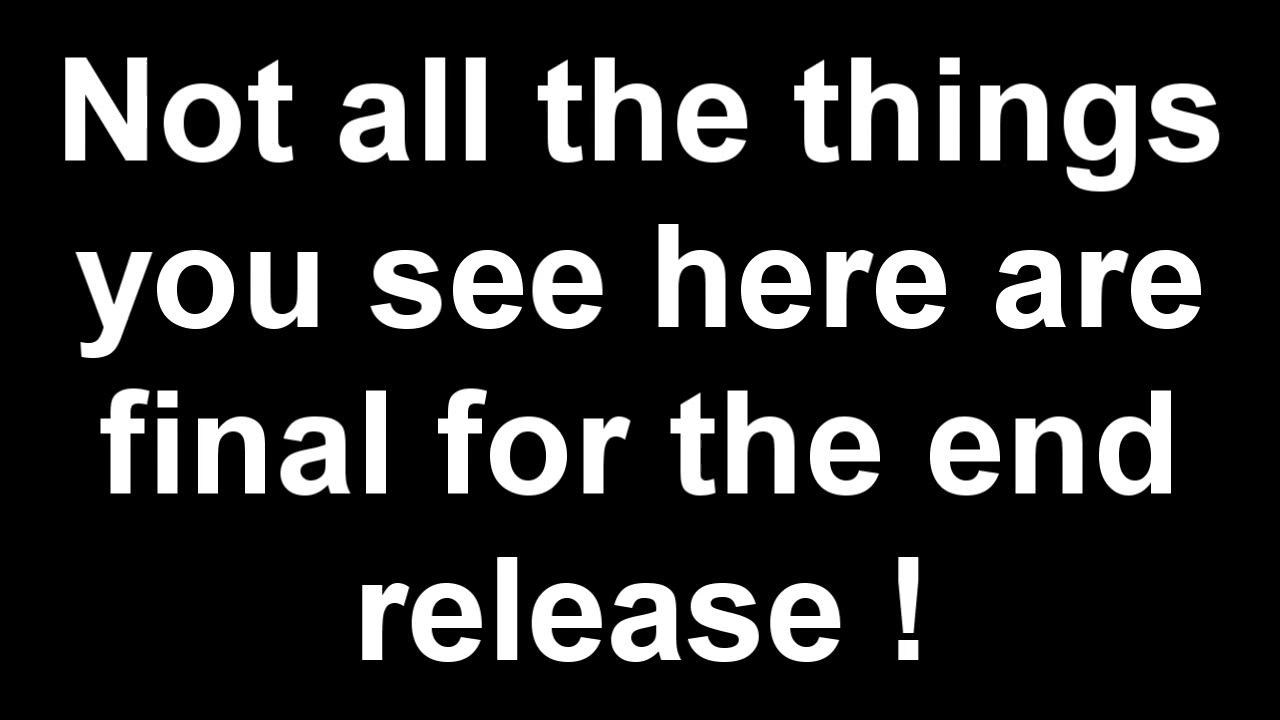 Not all the things
you see here are
final for the end
release !